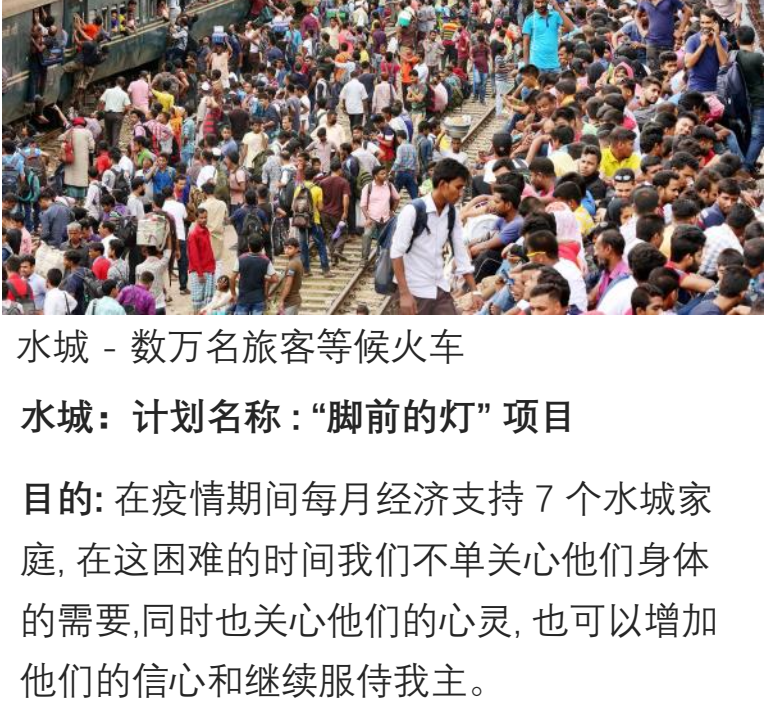 水城 - 数万名旅客等候火车
水城：计划名称 : “脚前的灯” 项目
目的: 在疫情期间每月经济支持 7 个水城家
庭, 在这困难的时间我们不单关心他们身体
的需要,同时也关心他们的心灵, 也可以增加
他们的信心和继续服侍我主。